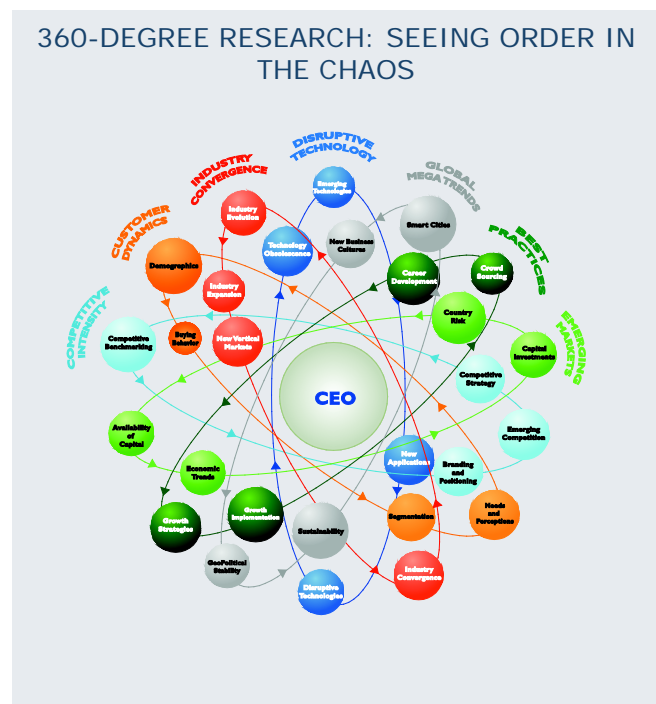 360-DEGREE RESEARCH: SEEING ORDER IN
THE CHAOS
DISRUPTIVE
TECHNOLOGY
INDUSTRY
CONVERGENCE
GLOBAL
MEGA TRENDS
CUSTOMER
DYNAMICS
BEST
PRACTICES
COMPETITIVE
INTENSITY
EMERGING
MARKETS
Emerging
Technologies
Industry
Evolution
Smart Cities
Technology
Obsolescence
New Business
Cultures
Demographics
Career
Development
Crowd
Sourcing
Industry
Expansion
Country
Risk
Competitive
Benchmarking
Buying
Behavior
New Vertical
Markets
Capital
Investments
Competitive
Strategy
CEO
Availability
of
Capital
Emerging
Competition
Economic
Trends
New
Applications
Branding
and
Positioning
Growth
Strategies
Growth
Implementation
Sustainability
Segmentation
Needs
and
Perceptions
GeoPolitical
Stability
Disruptive
Technologies
Industry
Convergence